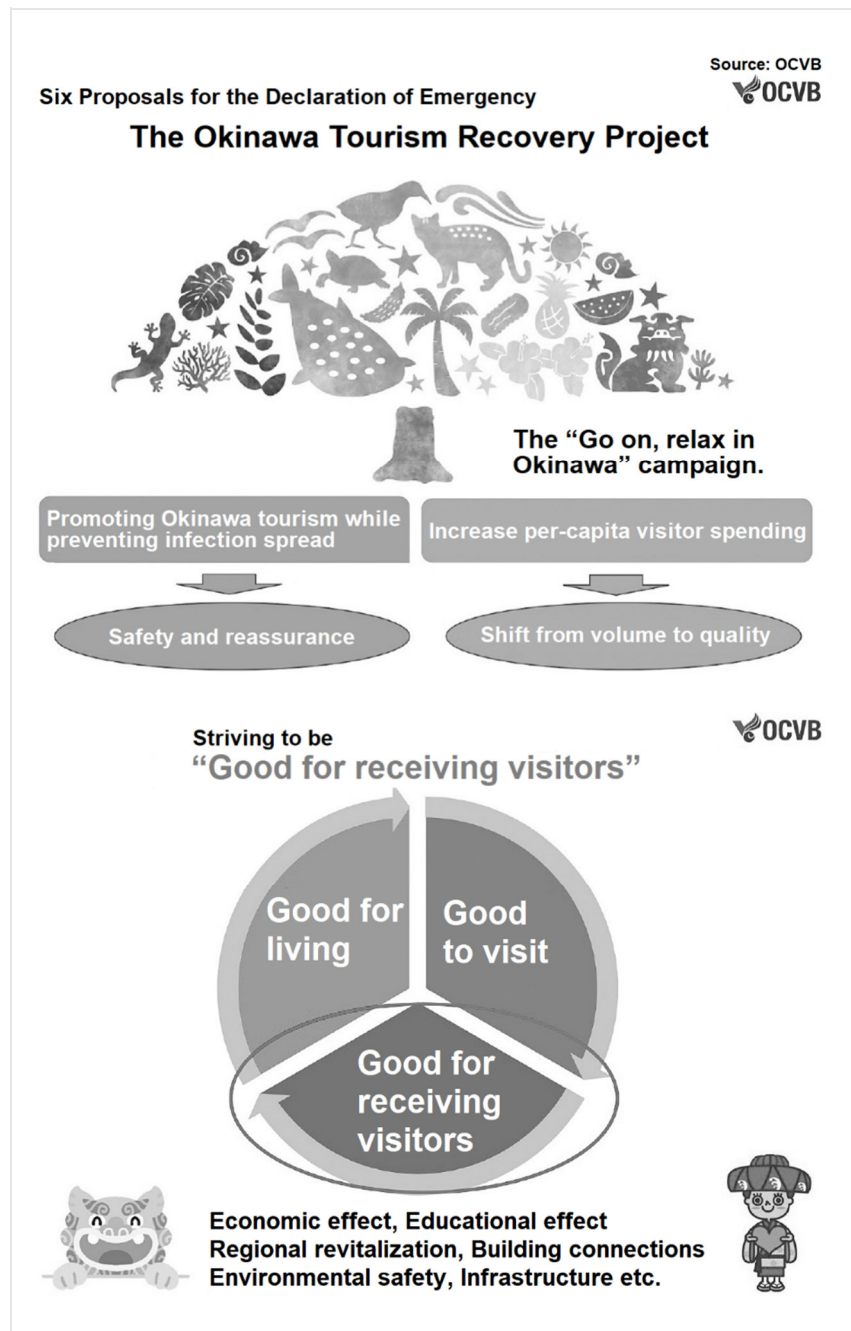 Source: OCVB
OCVB
Six Proposals for the Declaration of Emergency
The Okinawa Tourism Recovery Project
The “Go on, relax in
Okinawa” campaign.
Promoting Okinawa tourism while
preventing infection spread
Increase per-capita visitor spending
Safety and reassurance
Shift from volume to quality
OCVB
Striving to be
“Good for receiving visitors”
Good for
living
Good
to visit
Good for
receiving
visitors
Economic effect, Educational effect
Regional revitalization, Building connections
Environmental safety, Infrastructure etc.